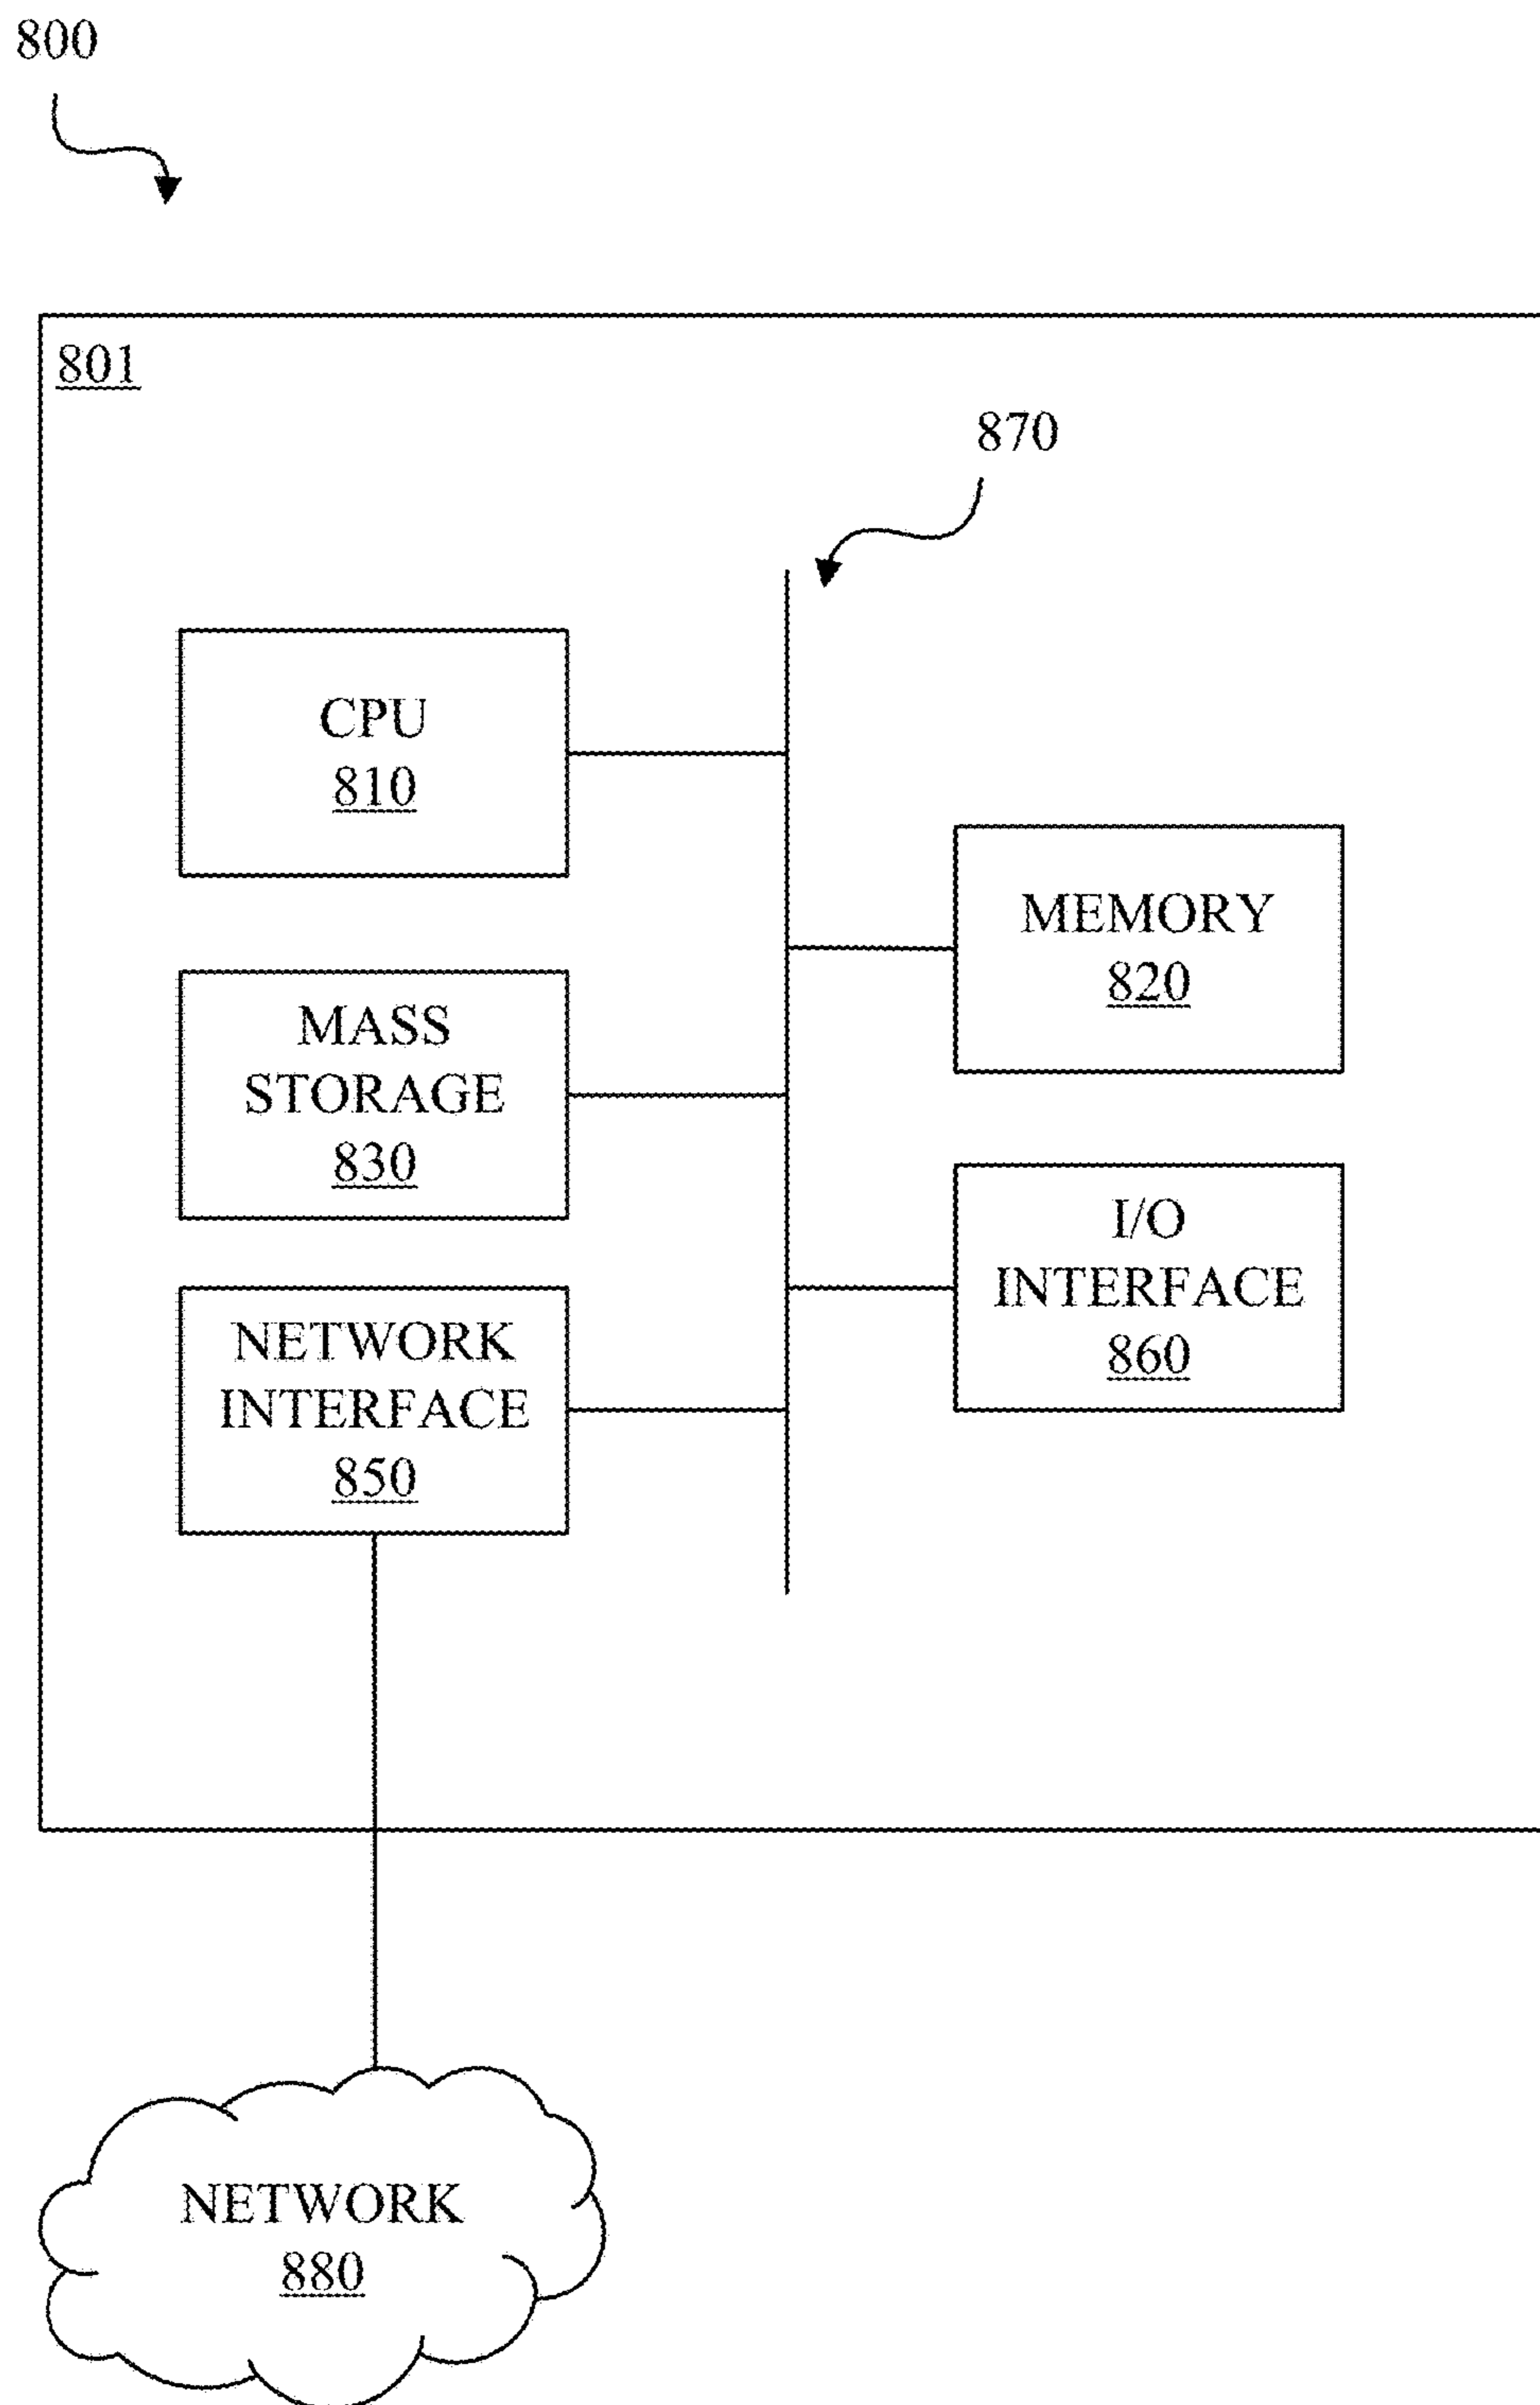 800
801
870
CPU
810
MEMORY
820
MASS
STORAGE
830
I/O
INTERFACE
860
NETWORK
INTERFACE
850
NETWORK
880